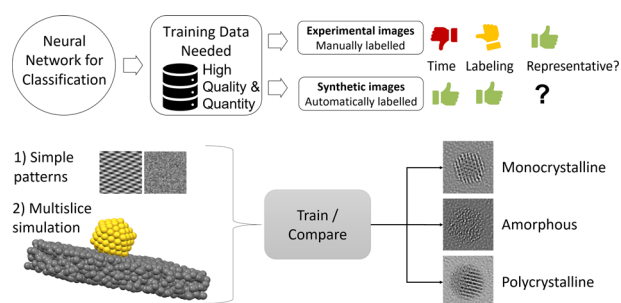 Neural
Network for
Classification
Training Data
Needed
High
Quality &
Quantity
Experimental images
Manually labelled
Synthetic images
Automatically labelled
Time Labeling Representative?
?
1) Simple
patterns
2) Multislice
simulation
Train /
Compare
Monocrystalline
Amorphous
Polycrystalline